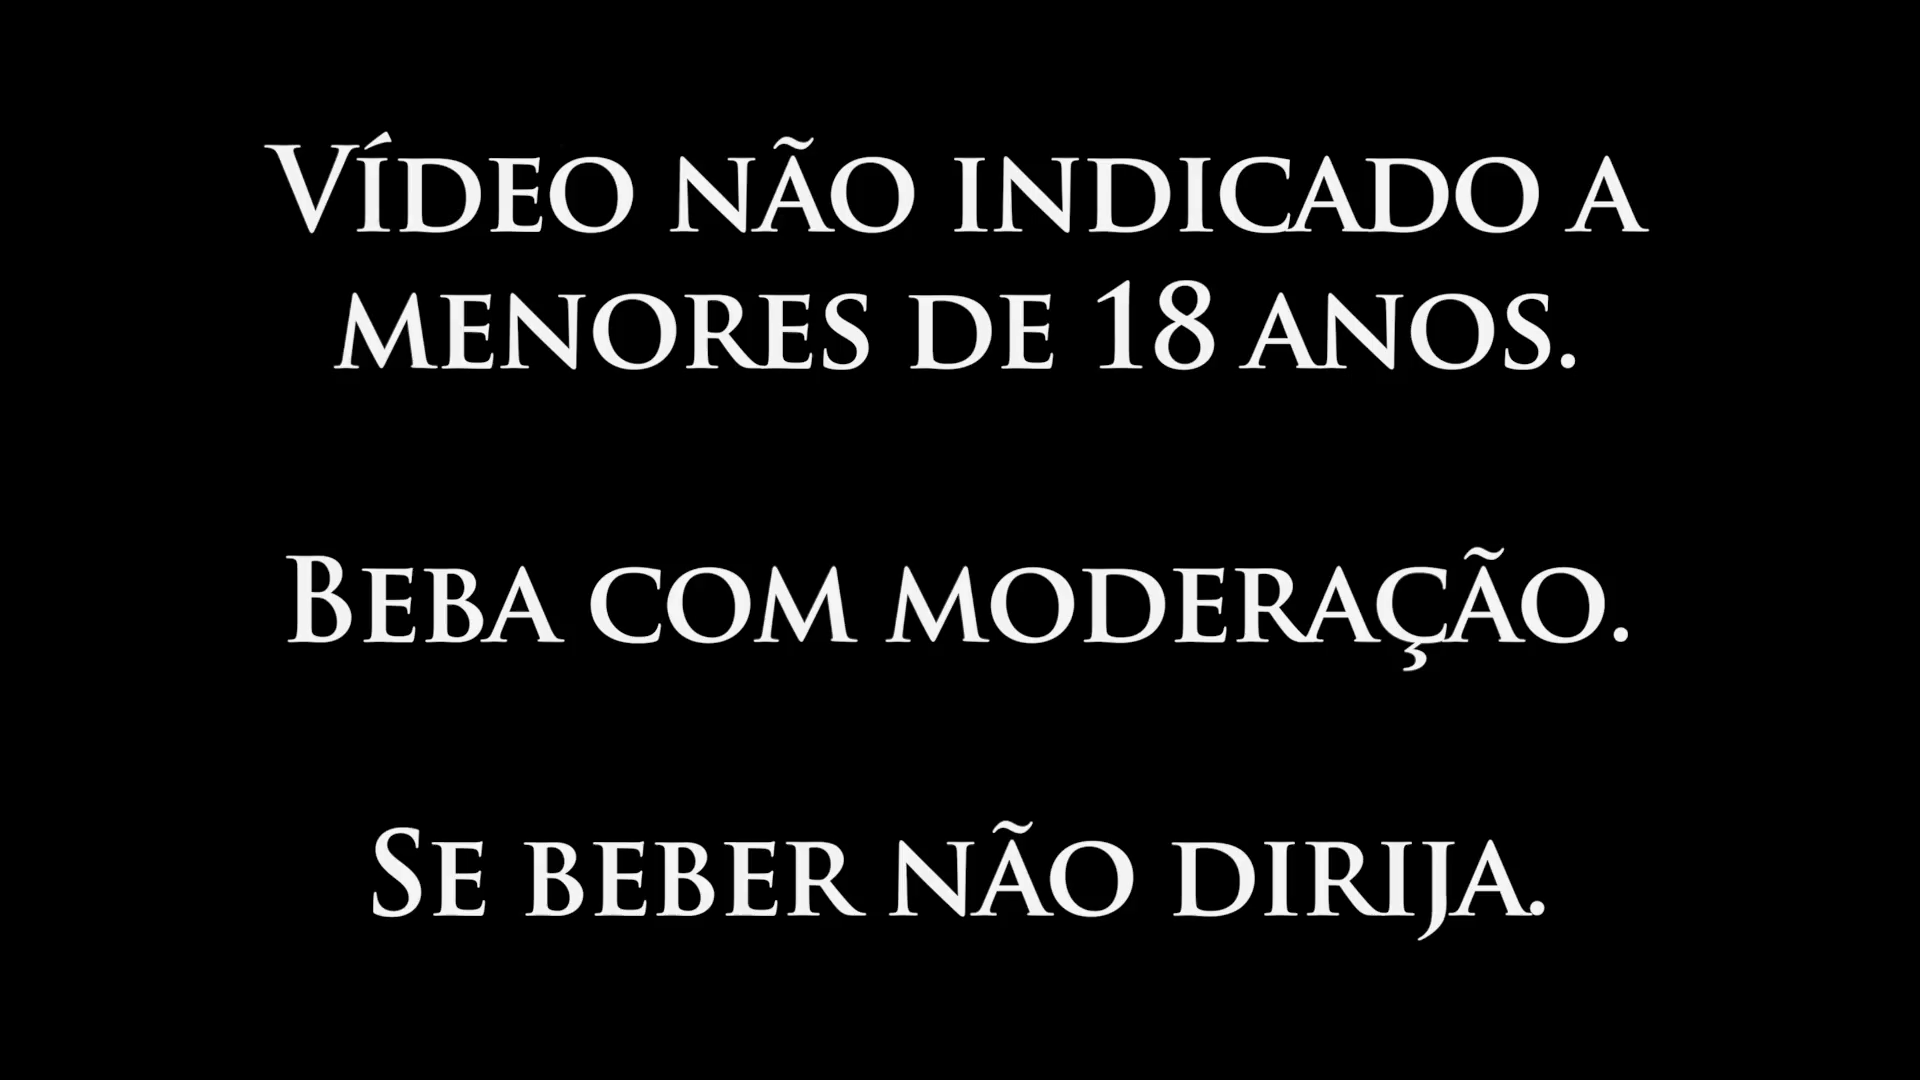 Vídeo não indicado a
menores de 18 anos.
Beba com moderação.
Se beber não dirija.